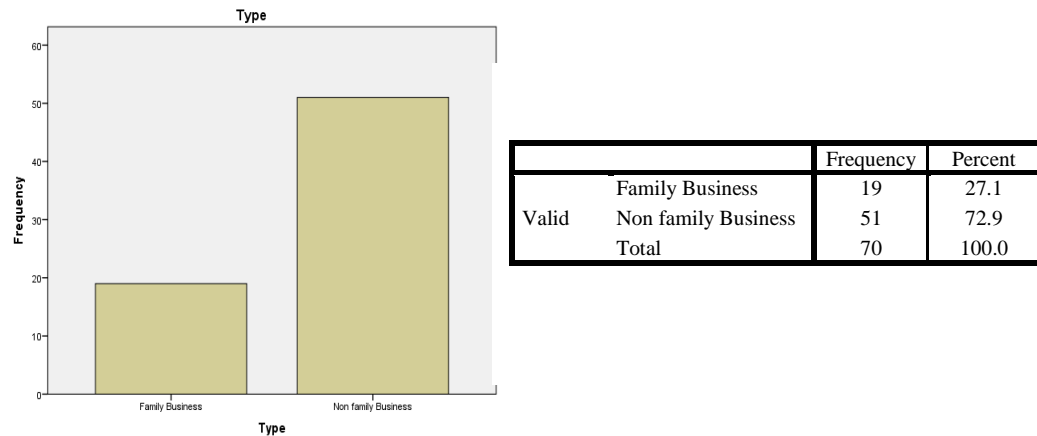 Type
60
50
40
30
20
10
0
Frequency
Family Business
Non family Business
Type
Frequency Percent
Valid Family Business 19 27.1
Non family Business 51 72.9
Total 70 100.0